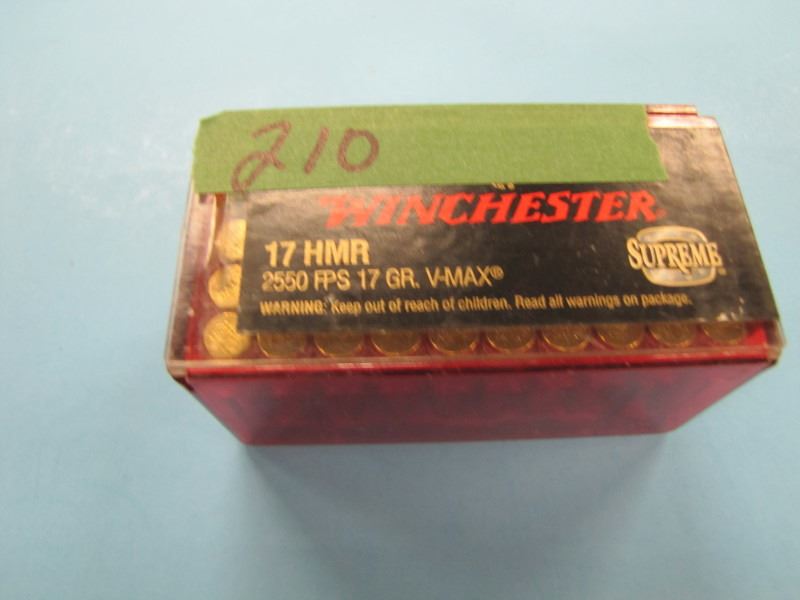 210
WINCHESTER
17 HMR
SUPREME
2550 FPS 17 GR. V-MAX®
WARNING: Keep out of reach of children. Read all warnings on package.